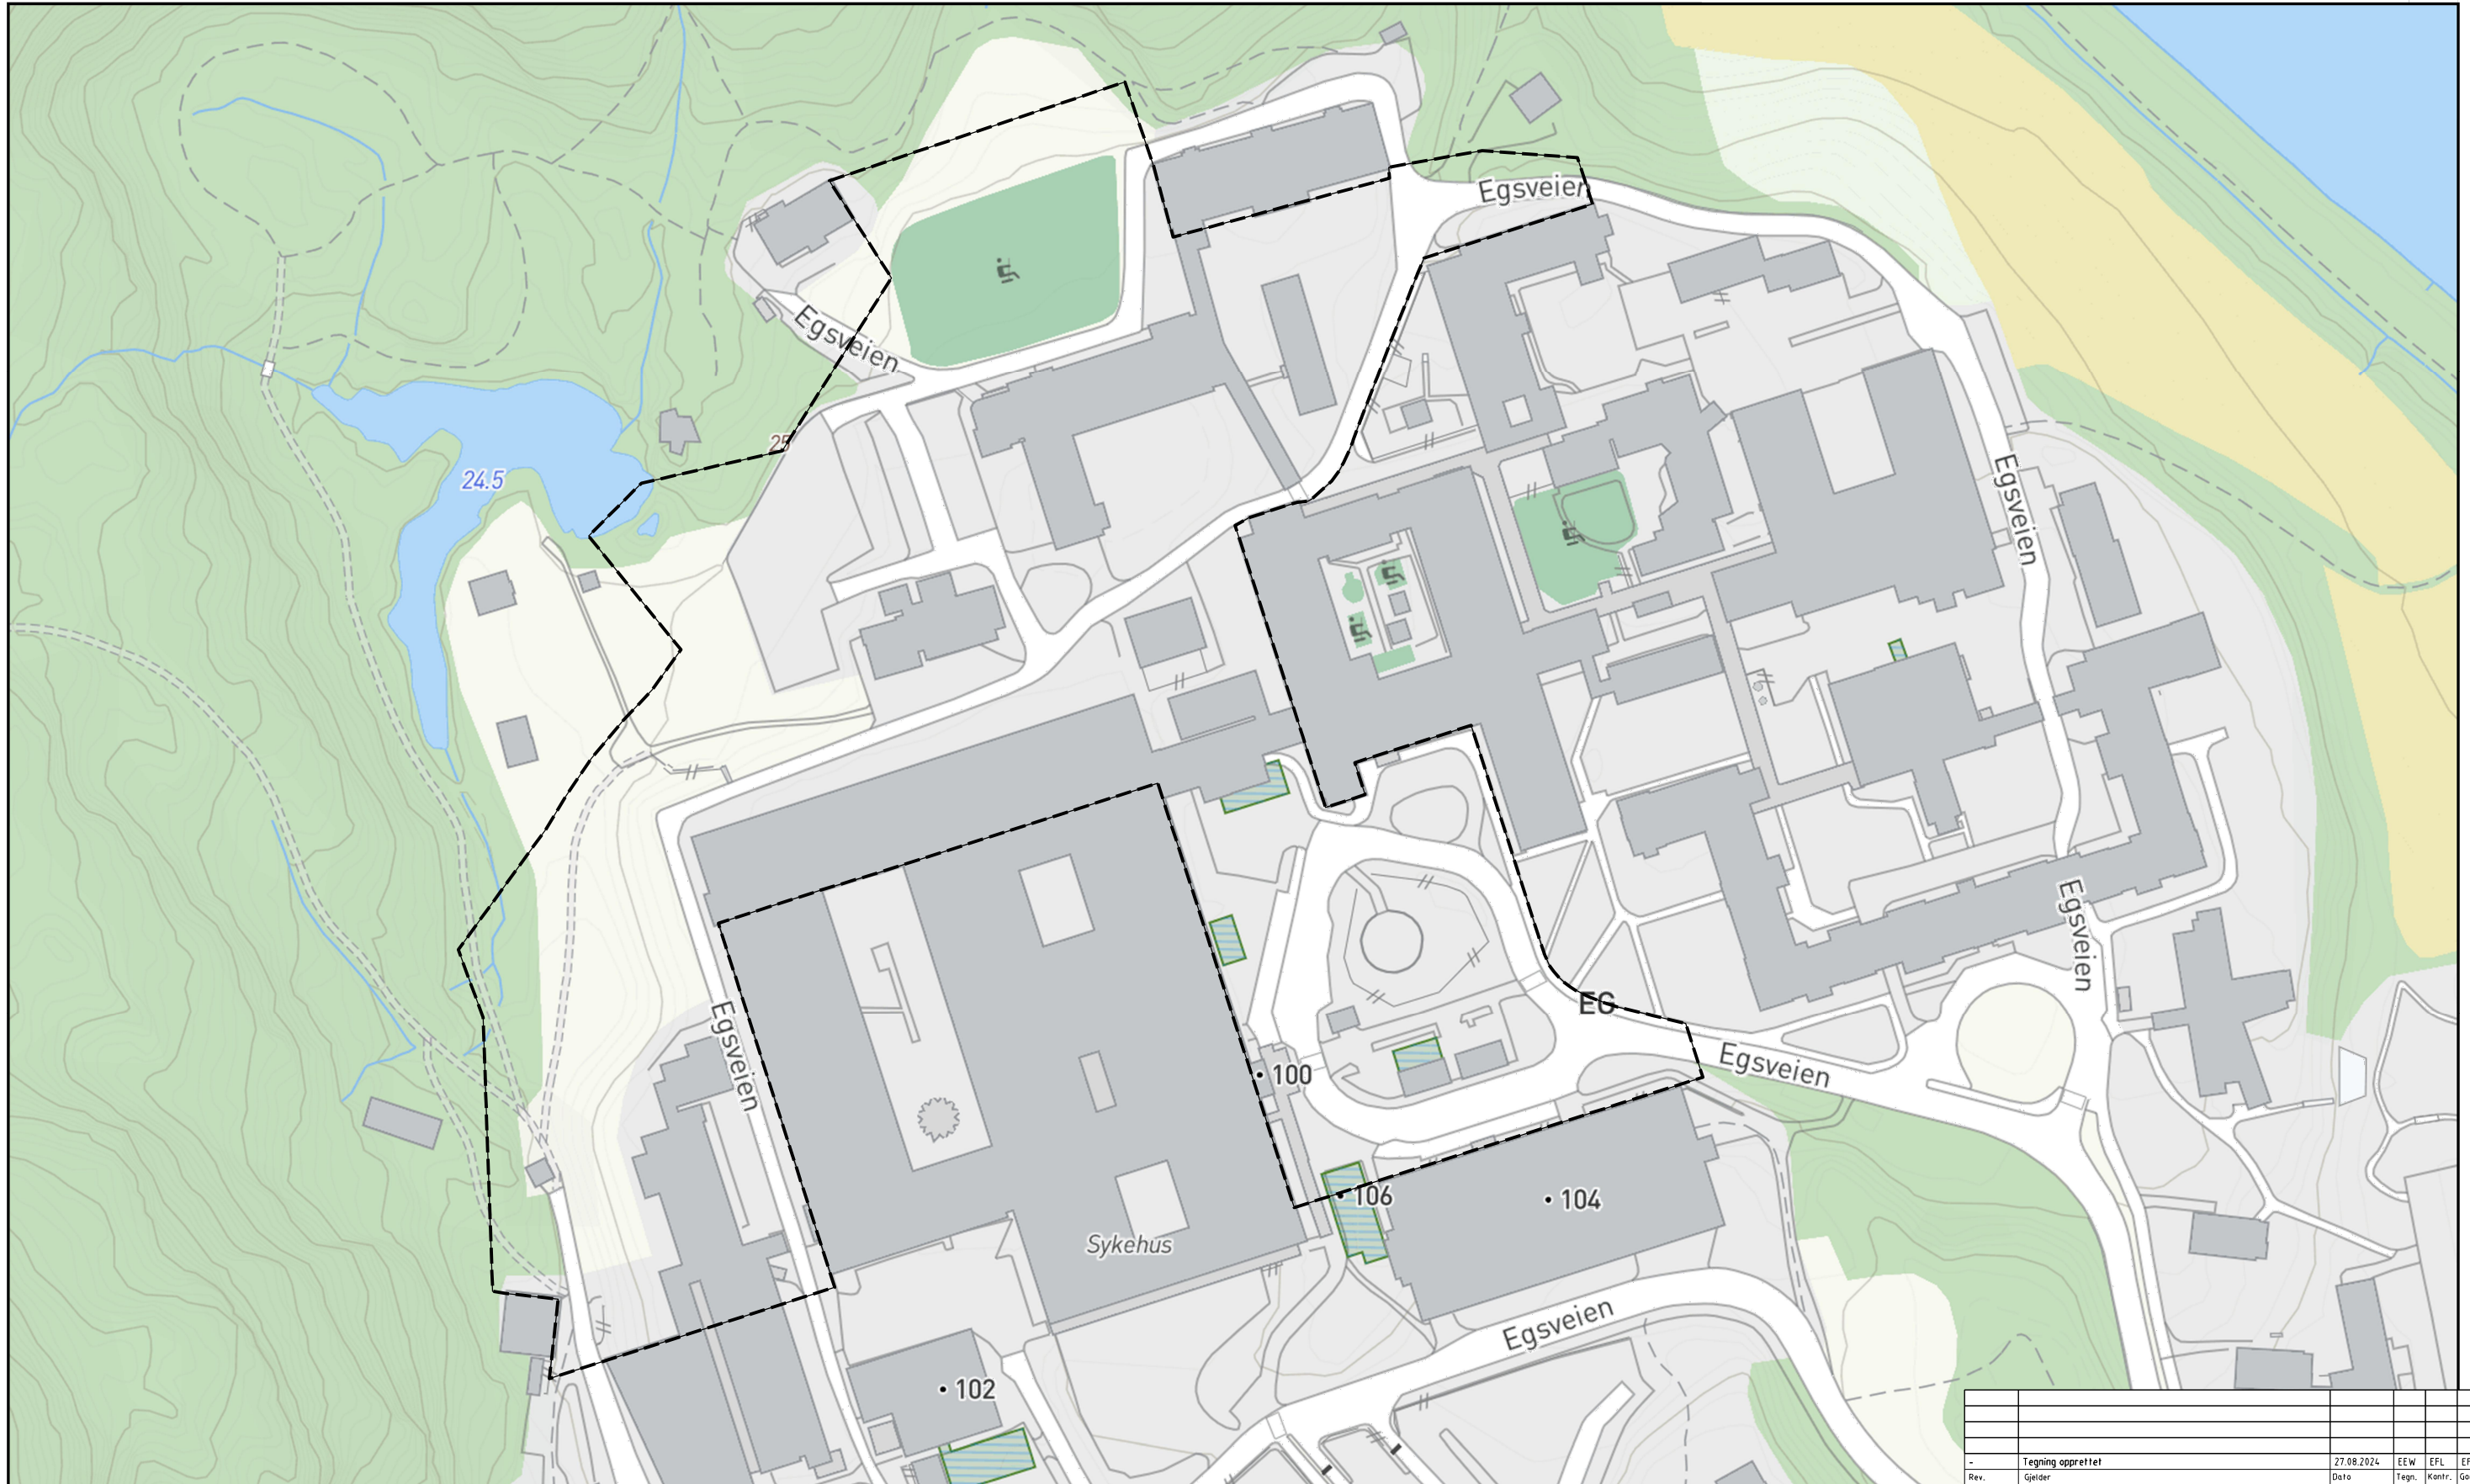 Egsveien
Egsveien
25
24.5
Egsveien
Egsveien
EG
Egsveien
Egsveien
100
106
104
Sykehus
Egsveien
102
- Tegning opprettet 27.08.2024 EEW EFL
Rev. Gjelder Dato Tegn. Kontr.